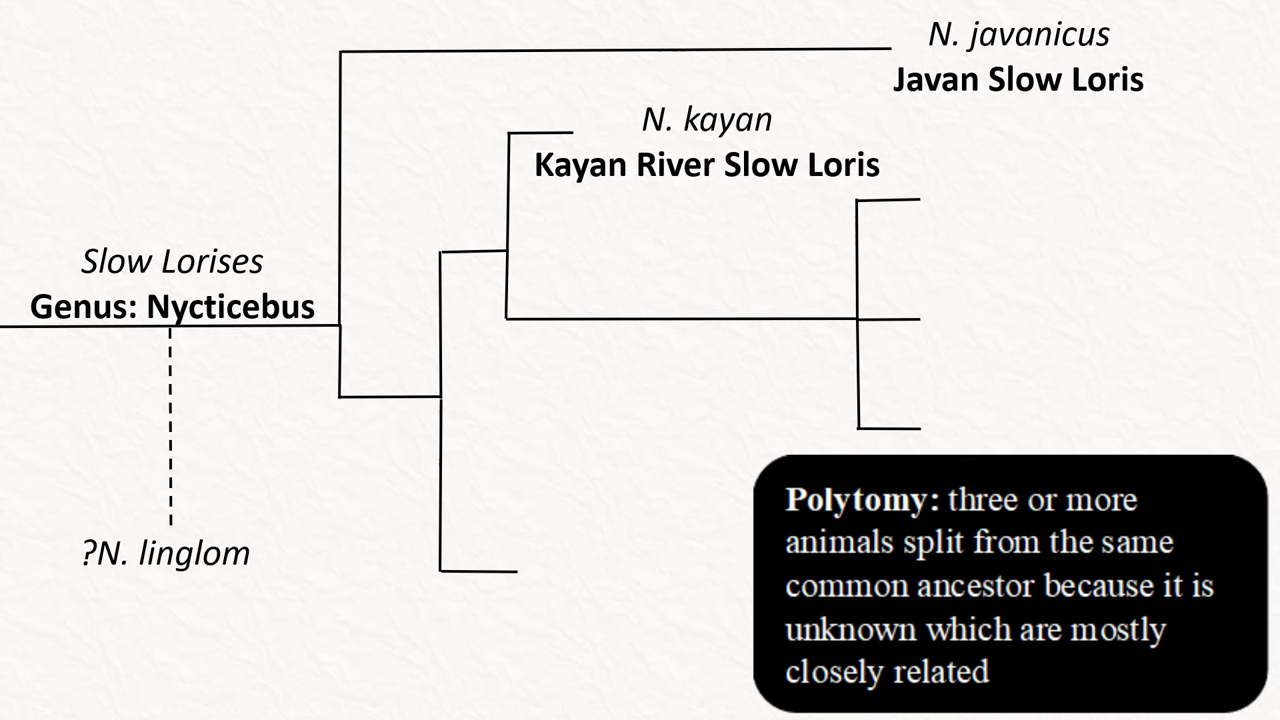 N. javanicus
Javan Slow Loris
N. kayan
Kayan River Slow Loris
Slow Lorises
Genus: Nycticebus
?N. linglom
Polytomy: three or more
animals split from the same
common ancestor because it is
unknown which are mostly
closely related